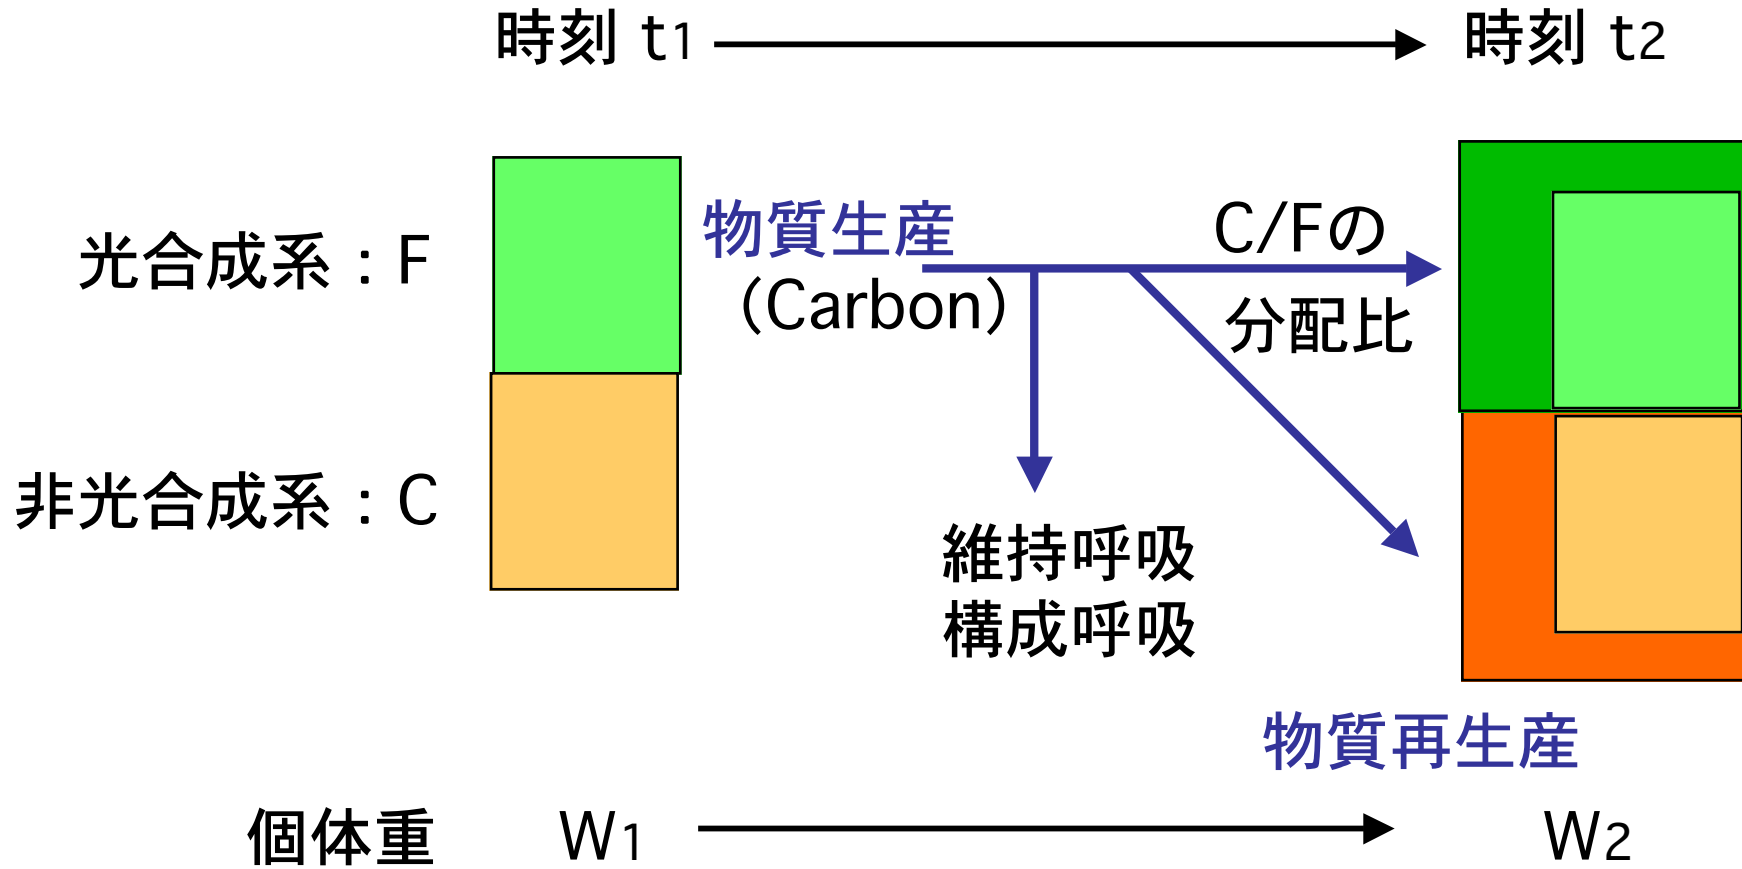 時刻 t1
時刻 t2
光合成系：F
物質生産
（Carbon）
C/Fの
分配比
非光合成系：C
維持呼吸
構成呼吸
物質再生産
個体重
W1
W2